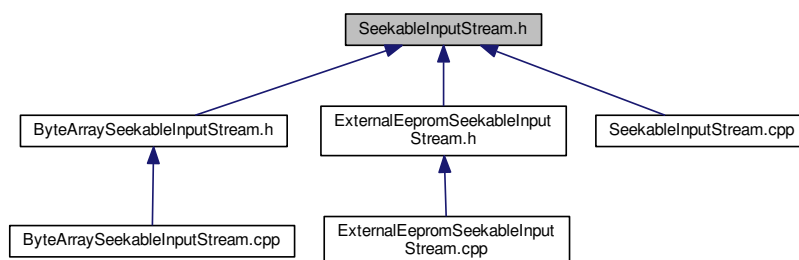 SeekableInputStream.h
ByteArraySeekableInputStream.h
ExternalEepromSeekableInput
Stream.h
SeekableInputStream.cpp
ByteArraySeekableInputStream.cpp
ExternalEepromSeekableInput
Stream.cpp